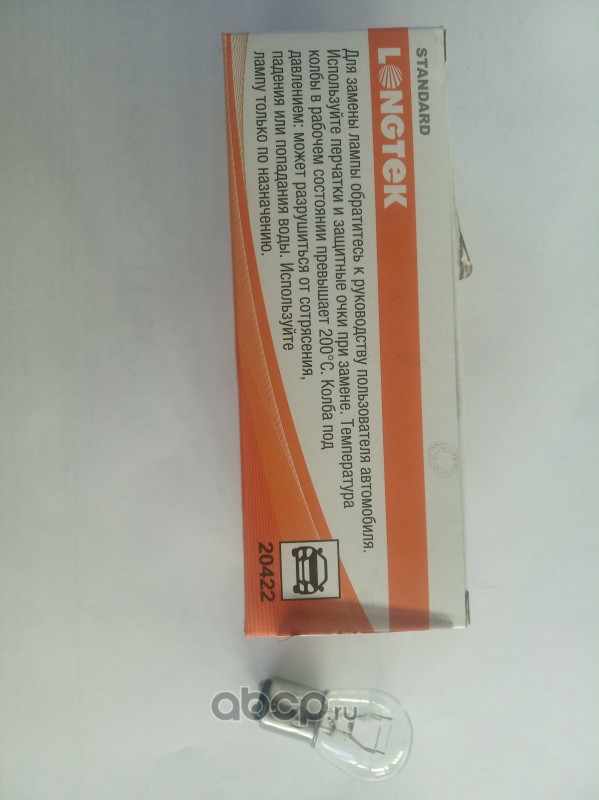 STANDARD
LONGTEK
Для замены лампы обратитесь к руководству пользователя автомобиля.
Используйте перчатки и защитные очки при замене. Температура
колбы в рабочем состоянии превышает 200°С. Колба под
давлением: может разрушиться от сотрясения,
падения или попадания воды. Используйте
лампу только по назначению.
20422
abcp.ru